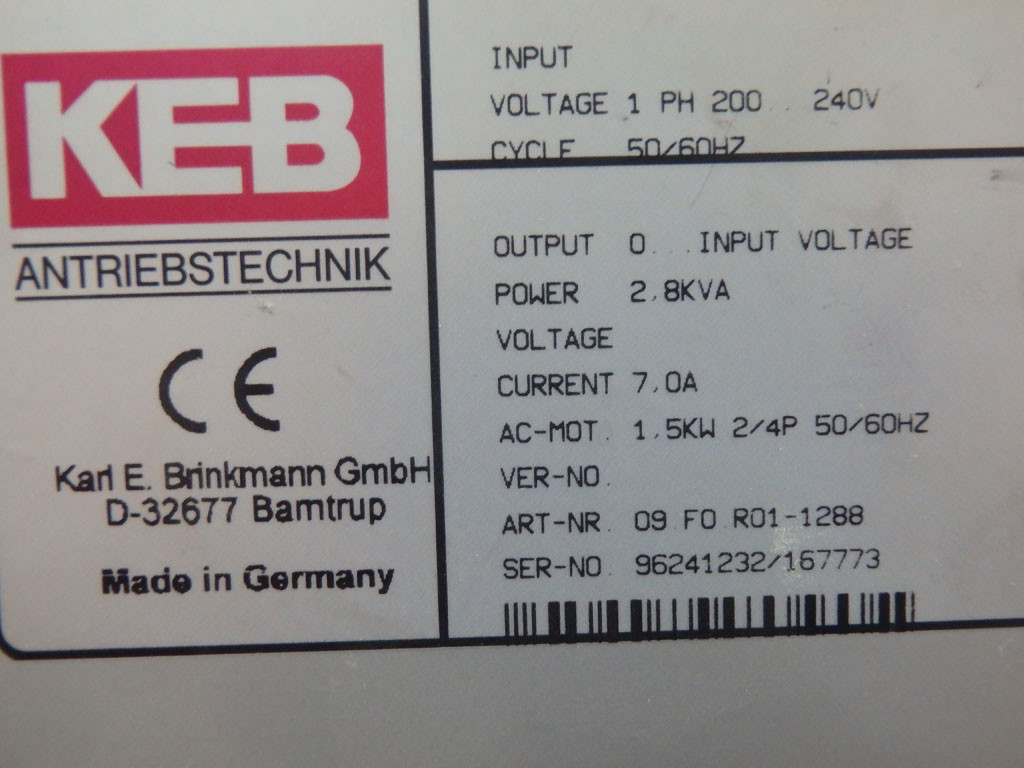 KEB
ANTRIEBSTECHNIK
CE
Karl E. Brinkmann GmbH
D-32677 Barntrup
Made in Germany
INPUT
VOLTAGE 1 PH 200... 240V
CYCLE 50/60HZ
OUTPUT 0... INPUT VOLTAGE
POWER 2.8KVA
VOLTAGE
CURRENT 7.0A
AC-MOT. 1.5KW 2/4P 50/60HZ
VER-NO.
ART-NR. 09 F0 R01-1288
SER-NO. 96241232/167773